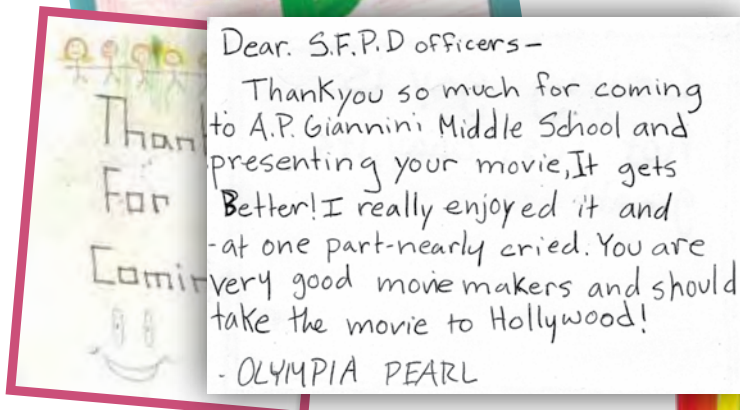 Than
For
Comin
Dear. S.F.P.D officers-
Thankyou so much for coming
to A.P. Giannini Middle School and
presenting your movie, It gets
Better! I really enjoyed it and
-at one part-nearly cried. You are
very good movie makers and should
take the movie to Hollywood!
- OLYMPIA PEARL